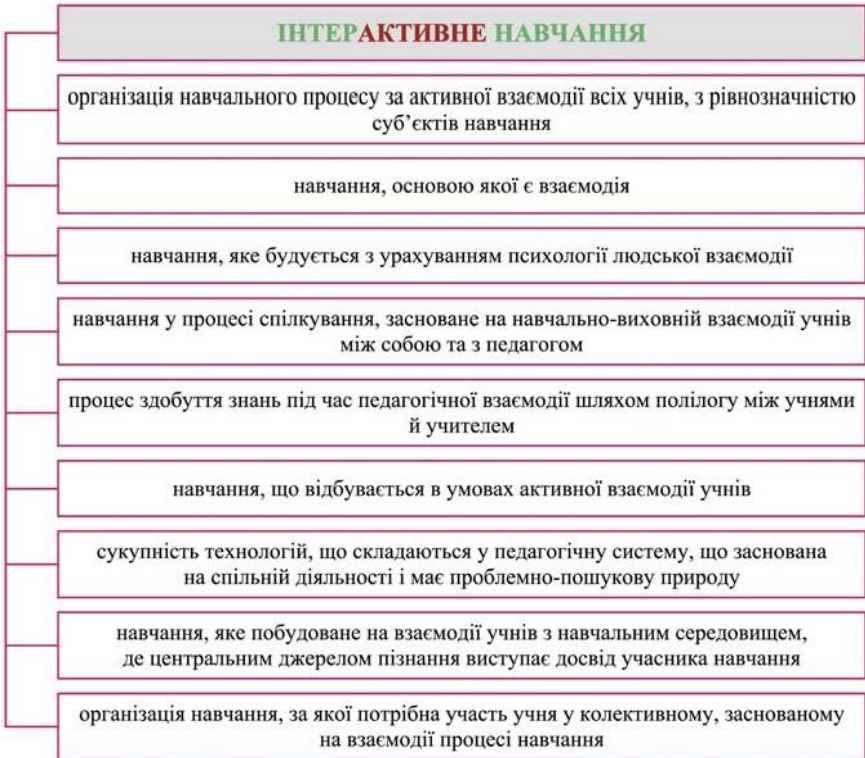 ІНТЕРАКТИВНЕ НАВЧАННЯ
організація навчального процесу за активної взаємодії всіх учнів, з рівнозначністю
суб’єктів навчання
навчання, основою якої є взаємодія
навчання, яке будується з урахуванням психології людської взаємодії
навчання у процесі спілкування, засноване на навчально-виховній взаємодії учнів
між собою та з педагогом
процес здобуття знань під час педагогічної взаємодії шляхом полілогу між учнями
й учителем
навчання, що відбувається в умовах активної взаємодії учнів
сукупність технологій, що складаються у педагогічну систему, що заснована
на спільній діяльності і має проблемно-пошукову природу
навчання, яке побудоване на взаємодії учнів з навчальним середовищем,
де центральним джерелом пізнання виступає досвід учасника навчання
організація навчання, за якої потрібна участь учня у колективному, заснованому
на взаємодії процесі навчання